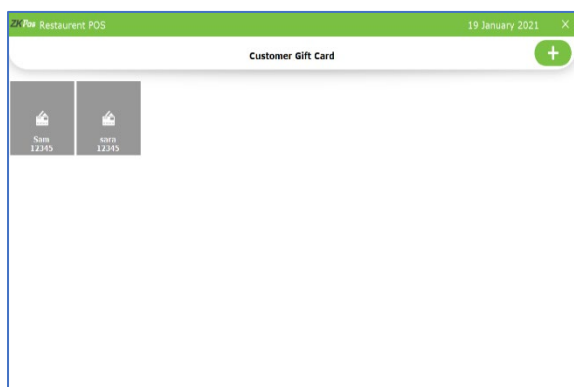 ZKPos Restaurent POS 19 January 2021 X
Customer Gift Card +
Sam sara
12345 12345